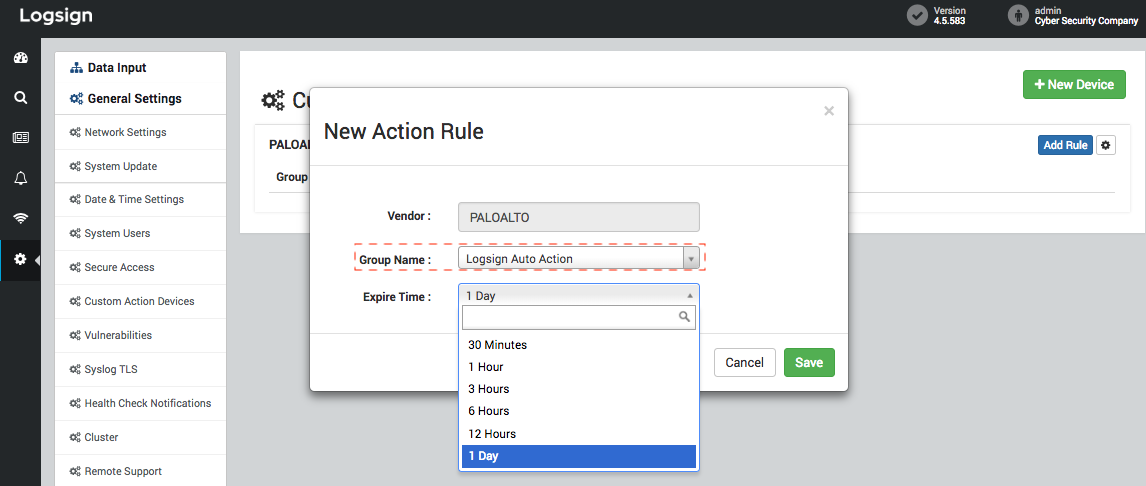 Logsign
Version
4.5.583
admin
Cyber Security Company
Data Input
General Settings
Network Settings
System Update
Date & Time Settings
System Users
Secure Access
Custom Action Devices
Vulnerabilities
Syslog TLS
Health Check Notifications
Cluster
Remote Support
Cu
+ New Device
PALOAL
Add Rule
Group
New Action Rule
×
Vendor :
PALOALTO
Group Name :
Logsign Auto Action
Expire Time :
1 Day
30 Minutes
1 Hour
3 Hours
6 Hours
12 Hours
1 Day
Cancel
Save